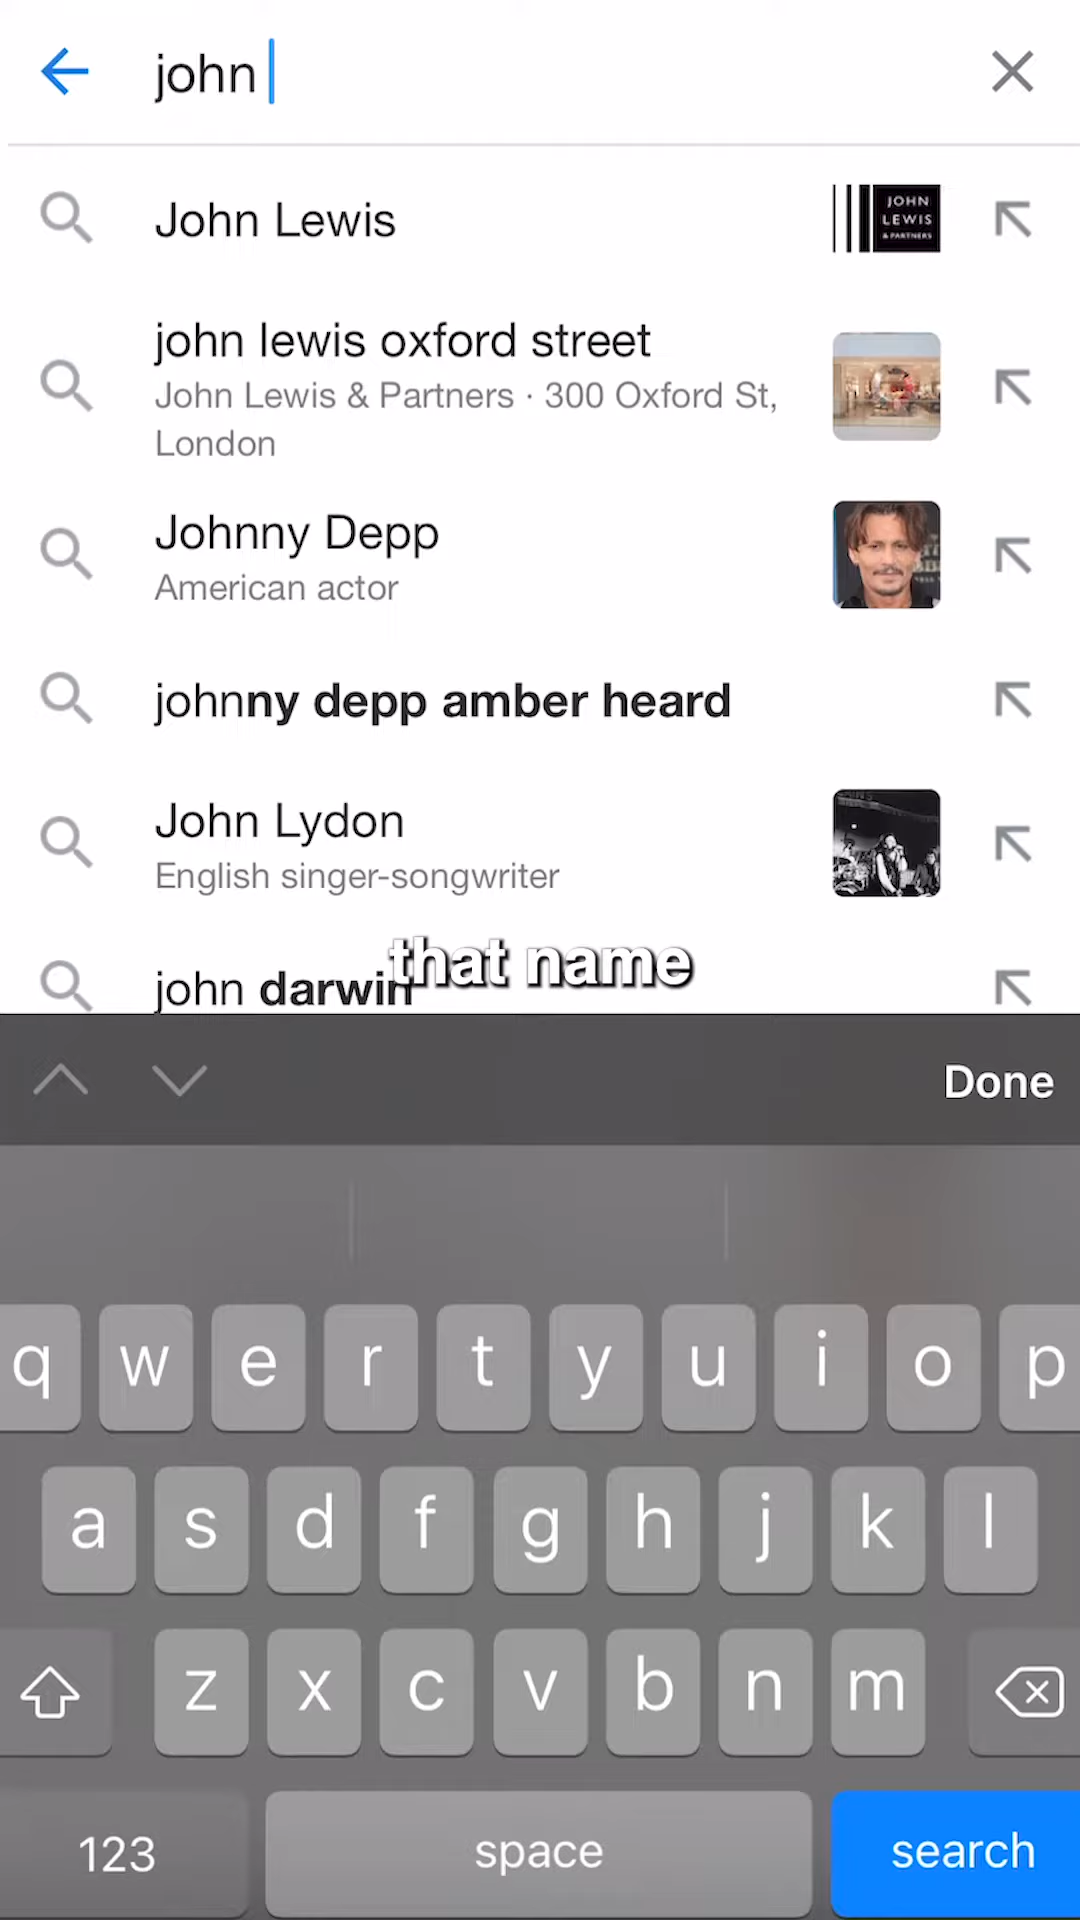 john
John Lewis
JOHN
LEWIS
& PARTNERS
john lewis oxford street
John Lewis & Partners · 300 Oxford St,
London
Johnny Depp
American actor
johnny depp amber heard
John Lydon
English singer-songwriter
that name
john darwin
Done
q w e r t y u i o p
a s d f g h j k l
z x c v b n m
123 space search